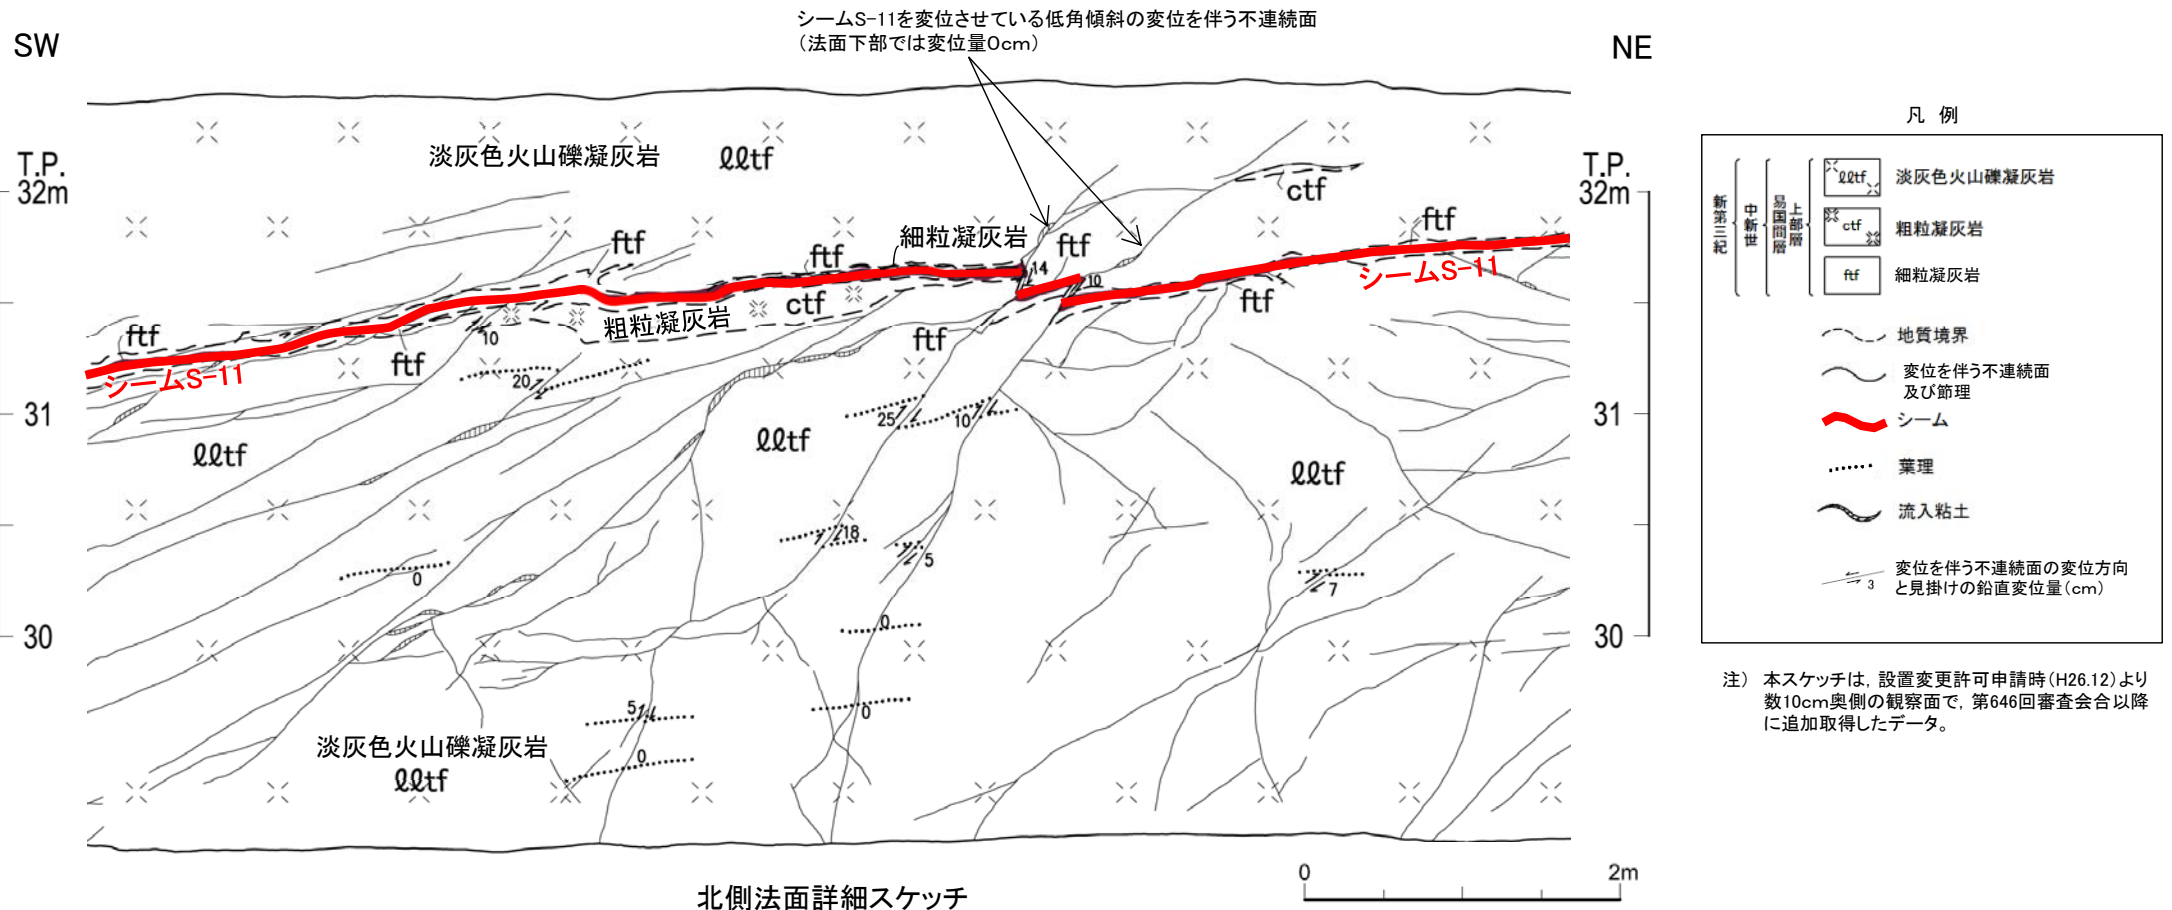 シームS-11を変位させている低角傾斜の変位を伴う不連続面
（法面下部では変位量0cm）
SW
NE
淡灰色火山礫凝灰岩
ℓℓtf
T.P.
32m
T.P.
32m
ctf
ftf
ftf
細粒凝灰岩
ftf
ftf
シームS-11
14
10
ctf
粗粒凝灰岩
ftf
ftf
シームS-11
ftf
10
ftf
20
31
31
25
10
ℓℓtf
ℓℓtf
ℓℓtf
18
5
0
7
30
30
0
5
0
0
淡灰色火山礫凝灰岩
ℓℓtf
北側法面詳細スケッチ
0
2m
凡 例
新第三紀
中新世
易国間層
上部層
ℓℓtf
淡灰色火山礫凝灰岩
ctf
粗粒凝灰岩
ftf
細粒凝灰岩
地質境界
変位を伴う不連続面
及び節理
シーム
葉理
流入粘土
3
変位を伴う不連続面の変位方向
と見掛けの鉛直変位量（cm）
注） 本スケッチは，設置変更許可申請時（H26.12）より
数10cm奥側の観察面で，第646回審査会合以降
に追加取得したデータ。